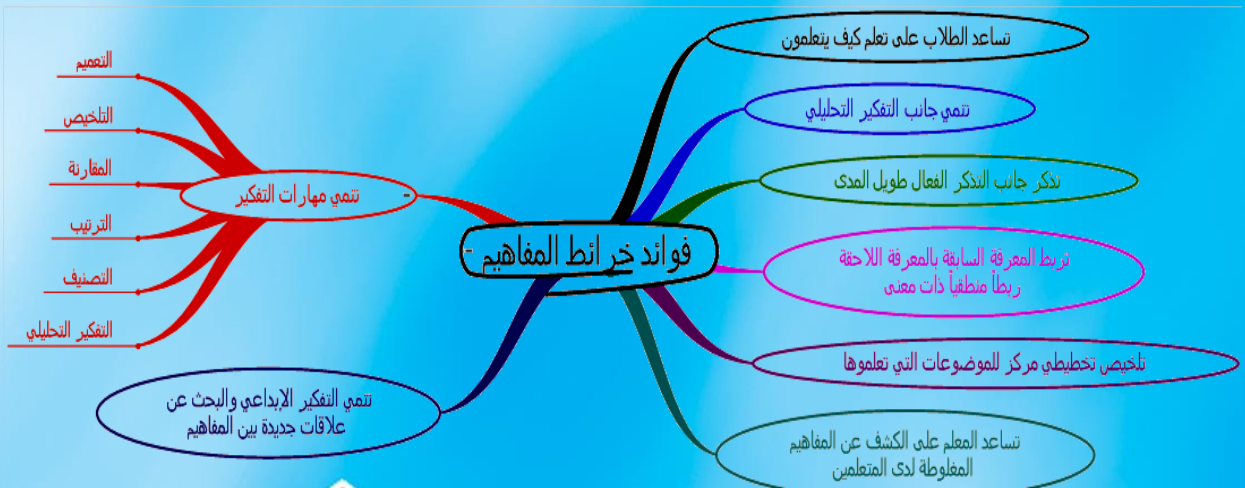 فوائد خرائط المفاهيم
تساعد الطلاب على تعلم كيف يتعلمون
تنمي جانب التفكير التحليلي
تذكر جانب التذكر الفعال طويل المدى
تربط المعرفة السابقة بالمعرفة اللاحقة
ربطاً منطقياً ذات معنى
تلخيص تخطيطي مركز للموضوعات التي تعلموها
تساعد المعلم على الكشف عن المفاهيم
المغلوطة لدى المتعلمين
تنمي مهارات التفكير
التعميم
التلخيص
المقارنة
الترتيب
التصنيف
التفكير التحليلي
تنمي التفكير الإبداعي والبحث عن
علاقات جديدة بين المفاهيم